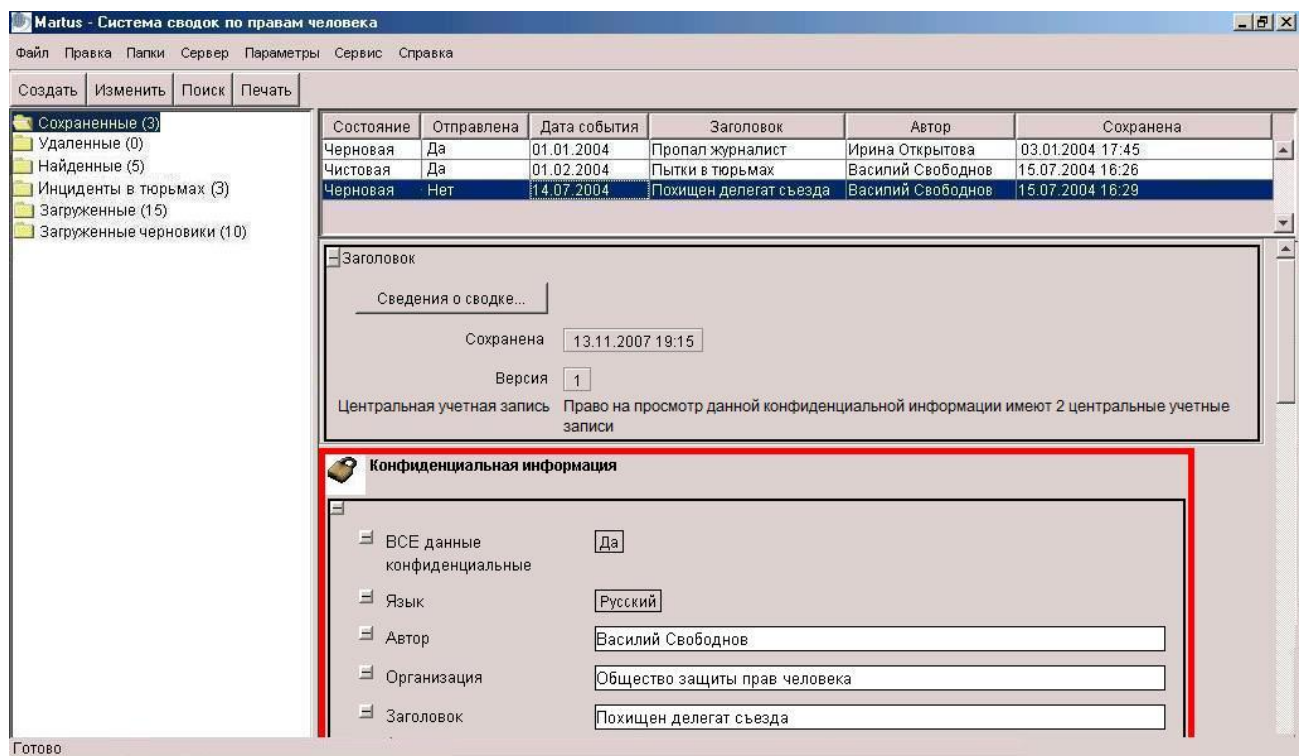 Martus - Система сводок по правам человека
Файл Правка Папки Сервер Параметры Сервис Справка
Создать Изменить Поиск Печать
Сохраненные (3)
Удаленные (0)
Найденные (5)
Инциденты в тюрьмах (3)
Загруженные (15)
Загруженные черновики (10)
Состояние Отправлена Дата события Заголовок Автор Сохранена
Черновая Да 01.01.2004 Пропал журналист Ирина Открытова 03.01.2004 17:45
Чистовая Да 01.02.2004 Пытки в тюрьмах Василий Свободнов 15.07.2004 16:26
Черновая Нет 14.07.2004 Похищен делегат съезда Василий Свободнов 15.07.2004 16:29
Заголовок
Сведения о сводке...
Сохранена 13.11.2007 19:15
Версия 1
Центральная учетная запись Право на просмотр данной конфиденциальной информации имеют 2 центральные учетные
записи
Конфиденциальная информация
ВСЕ данные Да
конфиденциальные
Язык Русский
Автор Василий Свободнов
Организация Общество защиты прав человека
Заголовок Похищен делегат съезда
Готово